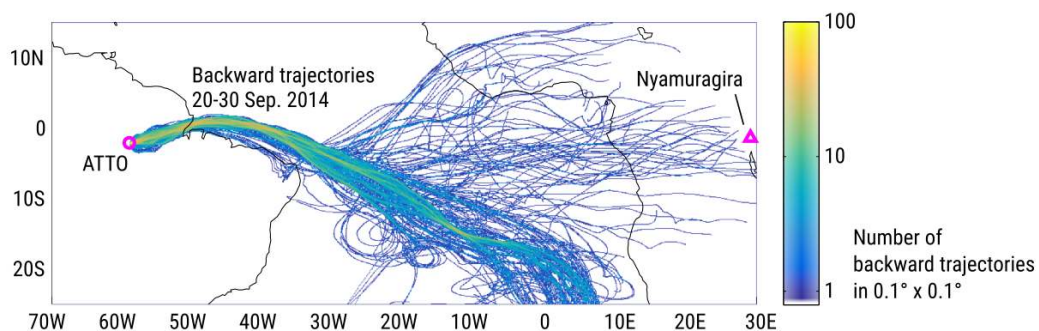 10N
0
10S
20S
70W 60W 50W 40W 30W 20W 10W 0 10E 20E 30E
Backward trajectories
20-30 Sep. 2014
ATTO
Nyamuragira
100
10
1
Number of
backward trajectories
in 0.1° x 0.1°